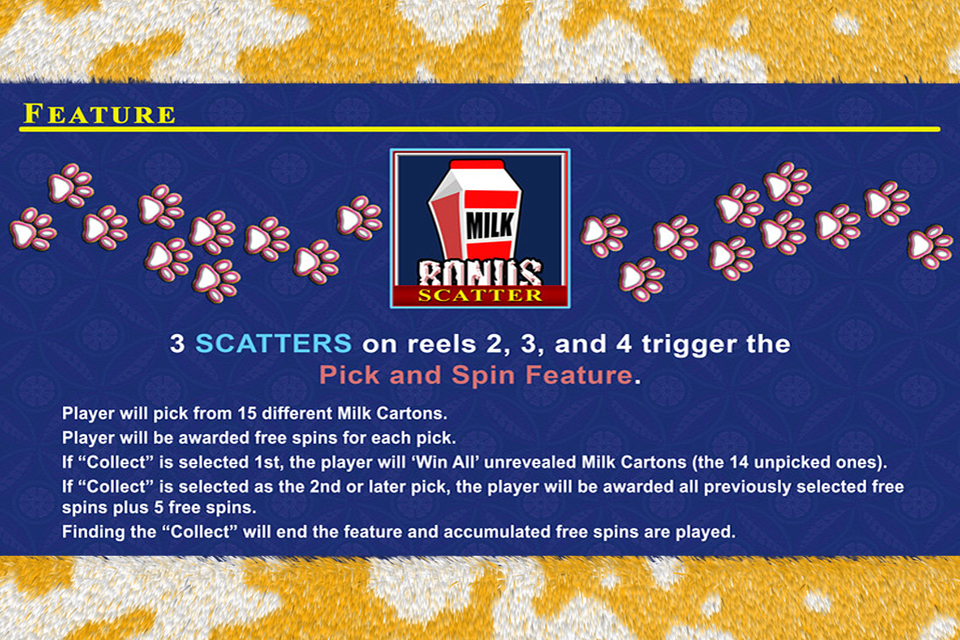 FEATURE
MILK
BONUS
SCATTER
3 SCATTERS on reels 2, 3, and 4 trigger the
Pick and Spin Feature.
Player will pick from 15 different Milk Cartons.
Player will be awarded free spins for each pick.
If “Collect” is selected 1st, the player will ‘Win All’ unrevealed Milk Cartons (the 14 unpicked ones).
If “Collect” is selected as the 2nd or later pick, the player will be awarded all previously selected free
spins plus 5 free spins.
Finding the “Collect” will end the feature and accumulated free spins are played.